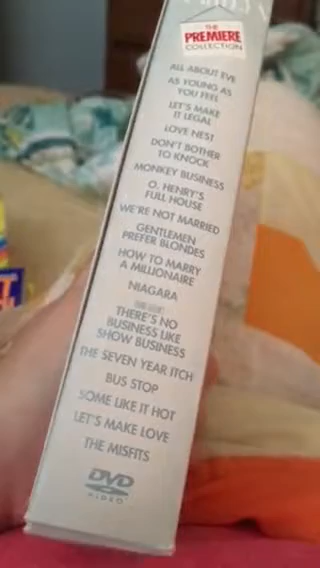 THE
PREMIERE
COLLECTION
ALL ABOUT EVE
AS YOUNG AS
YOU FEEL
LET'S MAKE
IT LEGAL
LOVE NEST
DON'T BOTHER
TO KNOCK
MONKEY BUSINESS
O. HENRY'S
FULL HOUSE
WE'RE NOT MARRIED
GENTLEMEN
PREFER BLONDES
HOW TO MARRY
A MILLIONAIRE
NIAGARA
THERE'S NO
BUSINESS LIKE
SHOW BUSINESS
THE SEVEN YEAR ITCH
BUS STOP
SOME LIKE IT HOT
LET'S MAKE LOVE
THE MISFITS
DVD
VIDEO